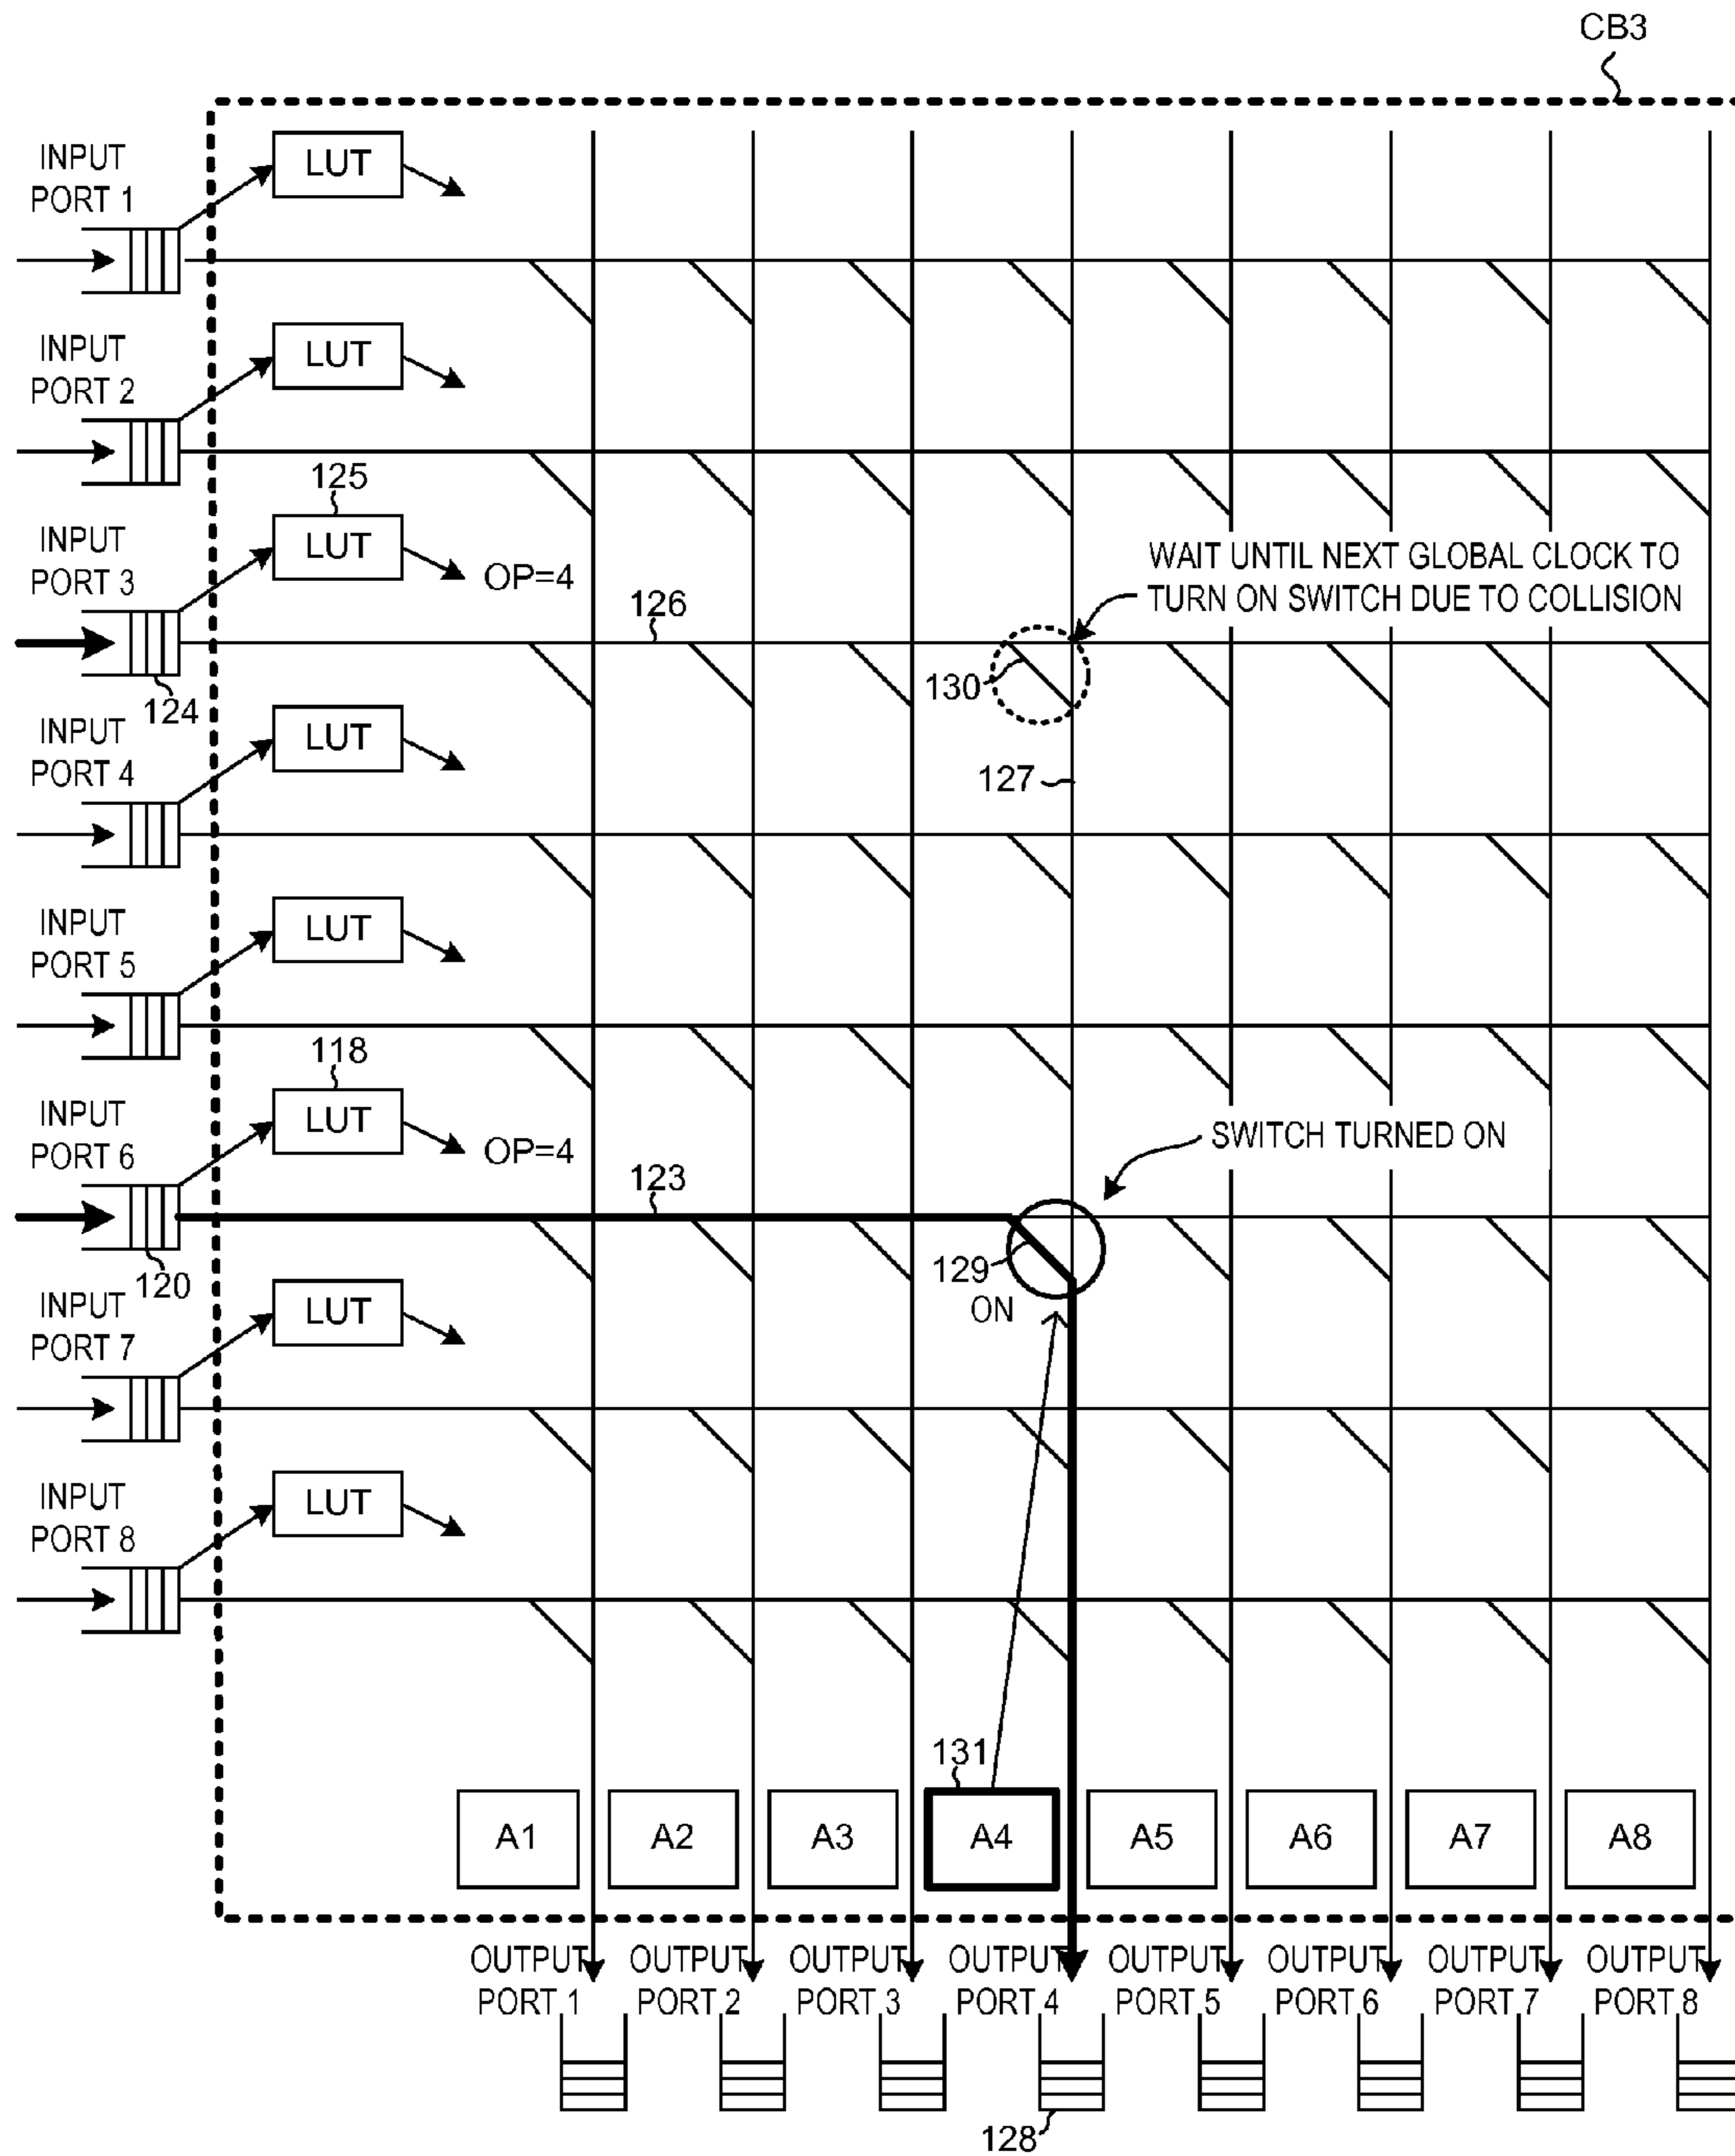 CB3
INPUT
PORT 1
LUT
INPUT
PORT 2
LUT
125
INPUT
PORT 3
LUT
OP=4
126
WAIT UNTIL NEXT GLOBAL CLOCK TO
TURN ON SWITCH DUE TO COLLISION
130
124
INPUT
PORT 4
LUT
127
INPUT
PORT 5
LUT
118
INPUT
PORT 6
LUT
OP=4
SWITCH TURNED ON
123
129
ON
120
INPUT
PORT 7
LUT
INPUT
PORT 8
LUT
131
A1 A2 A3 A4 A5 A6 A7 A8
OUTPUT OUTPUT OUTPUT OUTPUT OUTPUT OUTPUT OUTPUT OUTPUT
PORT 1 PORT 2 PORT 3 PORT 4 PORT 5 PORT 6 PORT 7 PORT 8
128